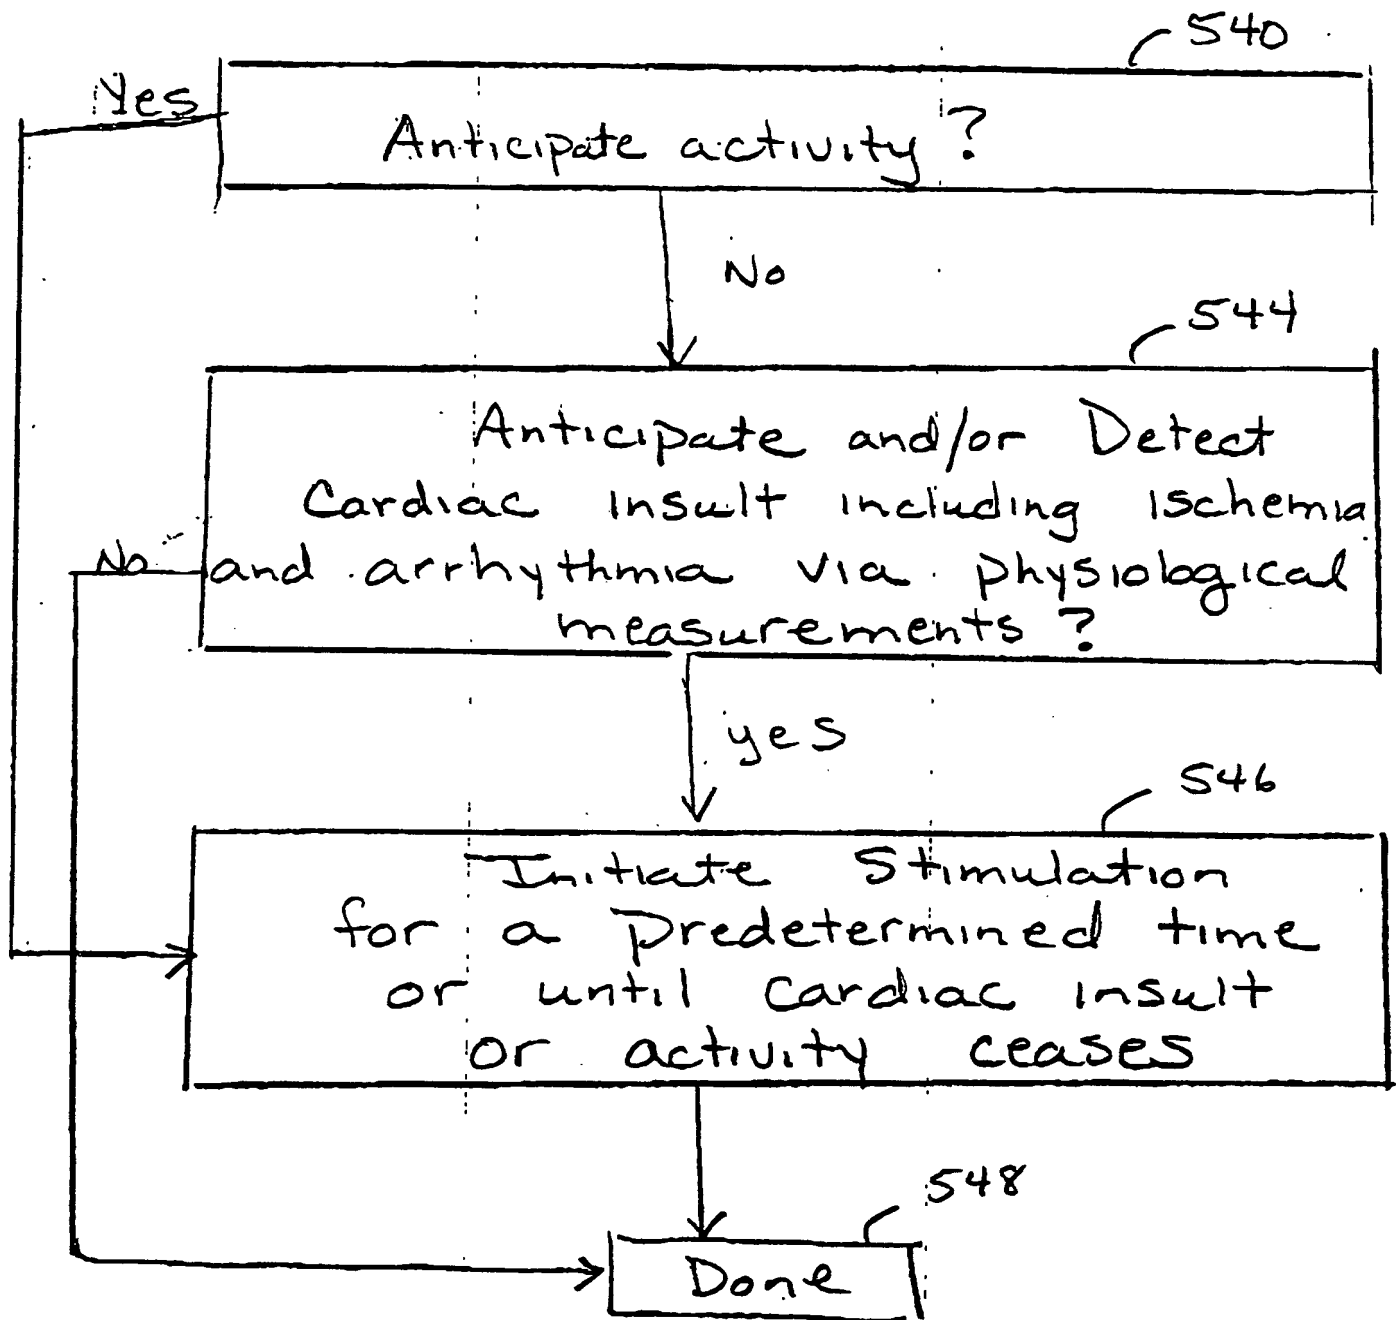 540
Yes
Anticipate activity?
No
544
Anticipate and/or Detect
Cardiac insult including ischemia
No and arrhythmia via physiological
measurements?
yes
546
Initiate Stimulation
for a predetermined time
or until cardiac insult
or activity ceases
548
Done